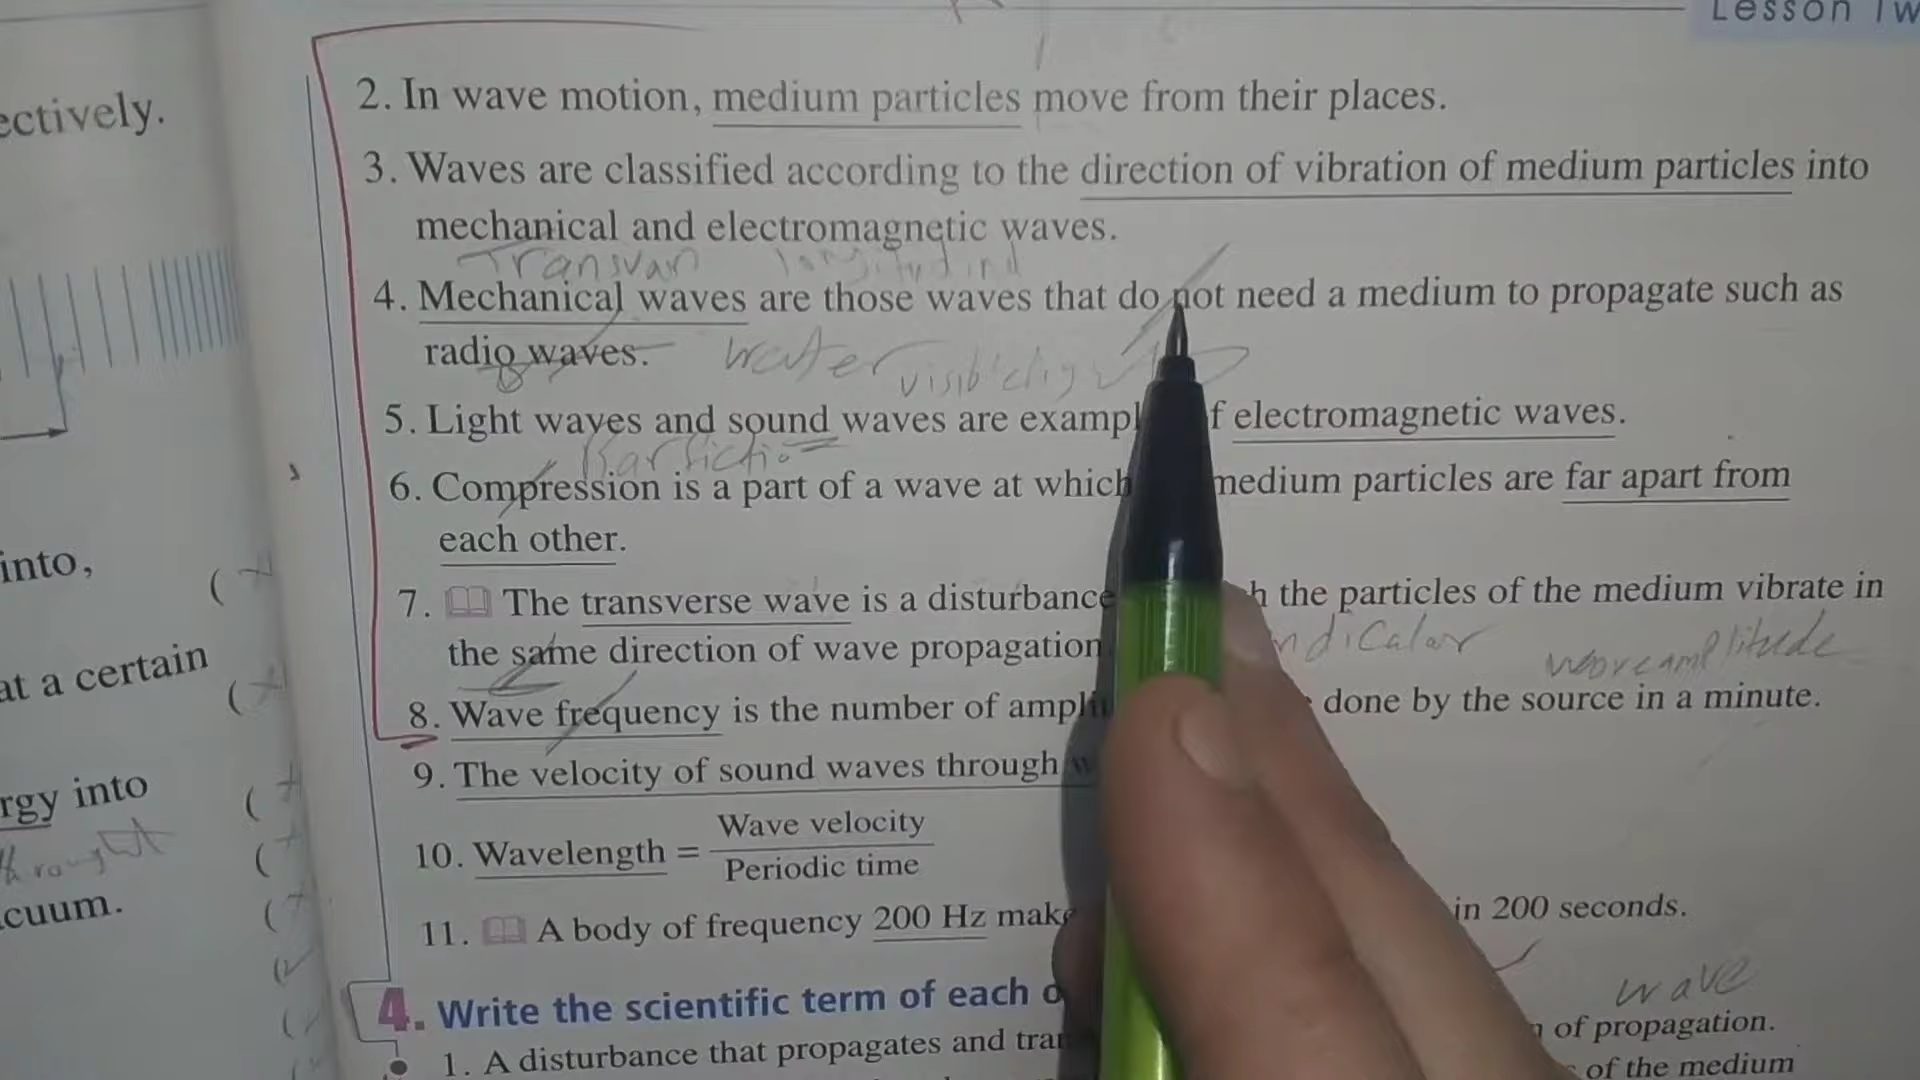 Lesson Tw
ectively.
2. In wave motion, medium particles move from their places.
3. Waves are classified according to the direction of vibration of medium particles into
mechanical and electromagnetic waves.
4. Mechanical waves are those waves that do not need a medium to propagate such as
radio waves.
water
5. Light waves and sound waves are exampl f electromagnetic waves.
6. Compression is a part of a wave at which medium particles are far apart from
each other.
into,
7. The transverse wave is a disturbance h the particles of the medium vibrate in
the same direction of wave propagation
ndicular
wave amplitude
at a certain
8. Wave frequency is the number of ampli done by the source in a minute.
9. The velocity of sound waves through
rgy into
10. Wavelength = Wave velocity
Periodic time
cuum.
11. A body of frequency 200 Hz make in 200 seconds.
wave
4. Write the scientific term of each o
of propagation.
1. A disturbance that propagates and tra
of the medium